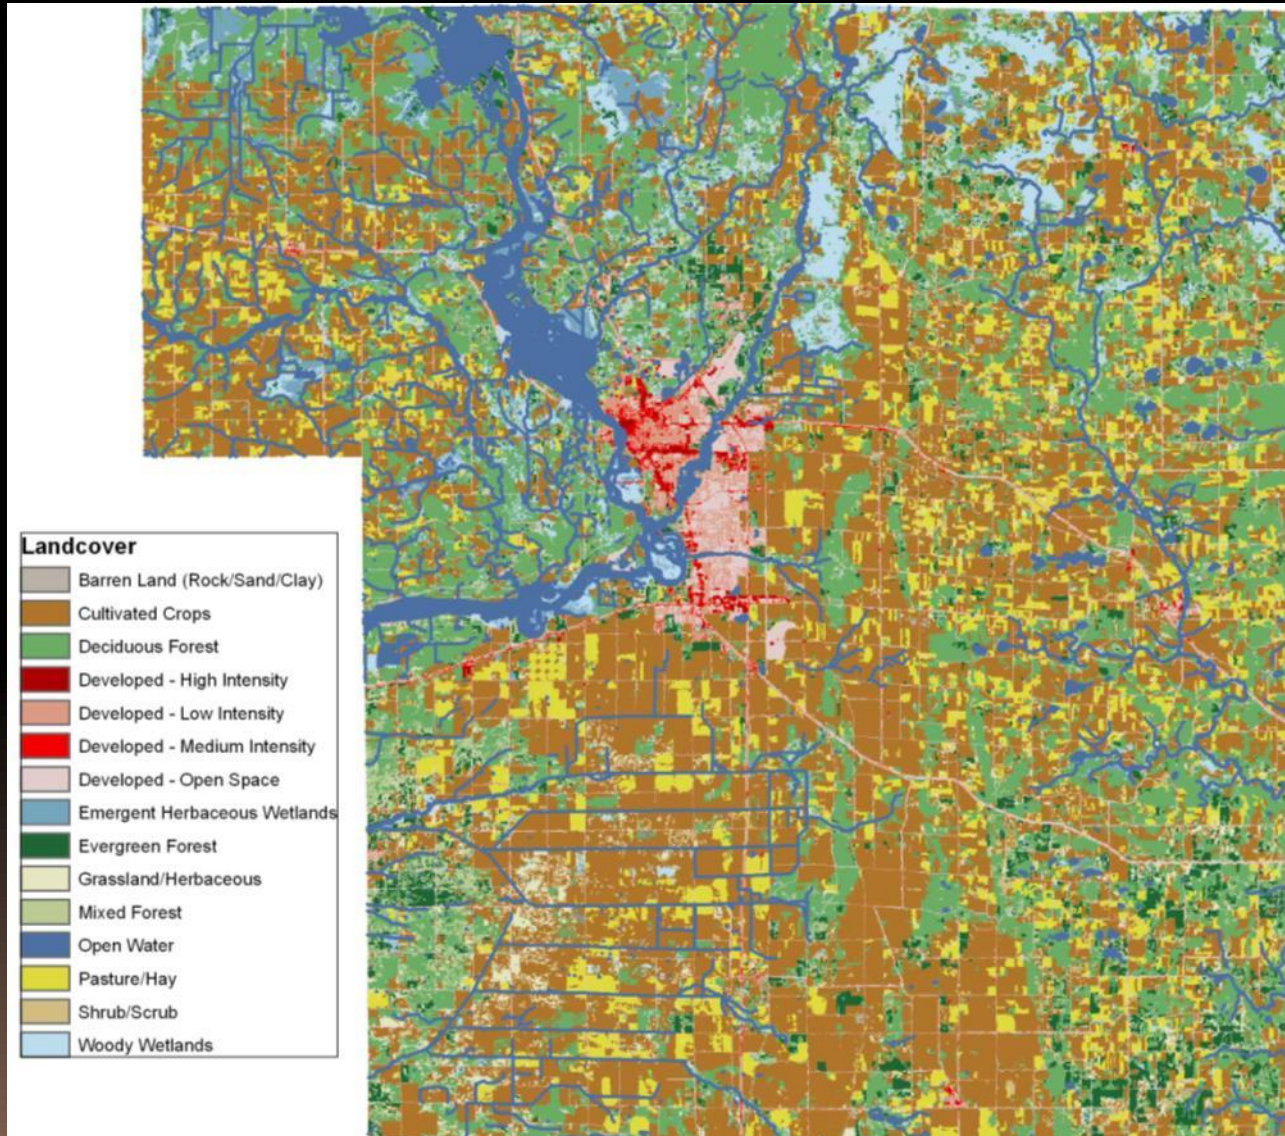 Landcover
Barren Land (Rock/Sand/Clay)
Cultivated Crops
Deciduous Forest
Developed - High Intensity
Developed - Low Intensity
Developed - Medium Intensity
Developed - Open Space
Emergent Herbaceous Wetlands
Evergreen Forest
Grassland/Herbaceous
Mixed Forest
Open Water
Pasture/Hay
Shrub/Scrub
Woody Wetlands